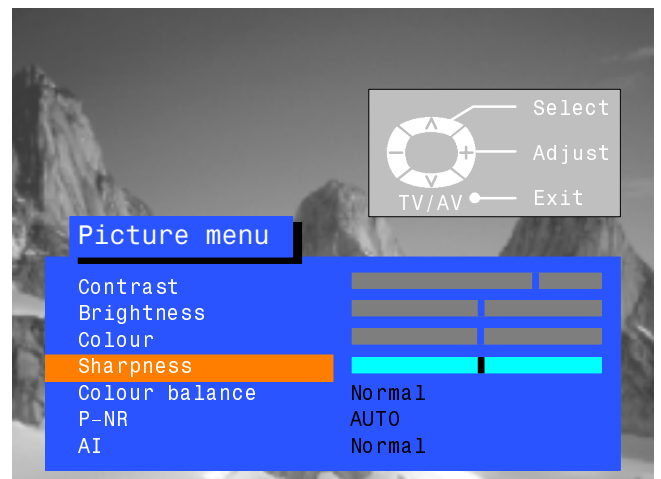 Select
Adjust
TV/AV Exit
Picture menu
Contrast
Brightness
Colour
Sharpness
Colour balance Normal
P-NR AUTO
AI Normal